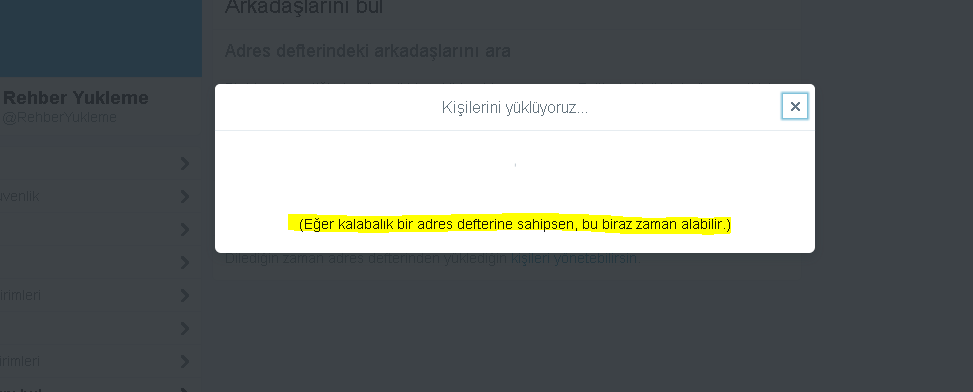 Arkadaşlarını bul
Adres defterindeki arkadaşlarını ara
Rehber Yukleme
@RehberYukleme
Kişilerini yüklüyoruz...
×
(Eğer kalabalık bir adres defterine sahipsen, bu biraz zaman alabilir.)
Dilediğin zaman adres defterinden yüklediğin kişileri yönetebilirsin.